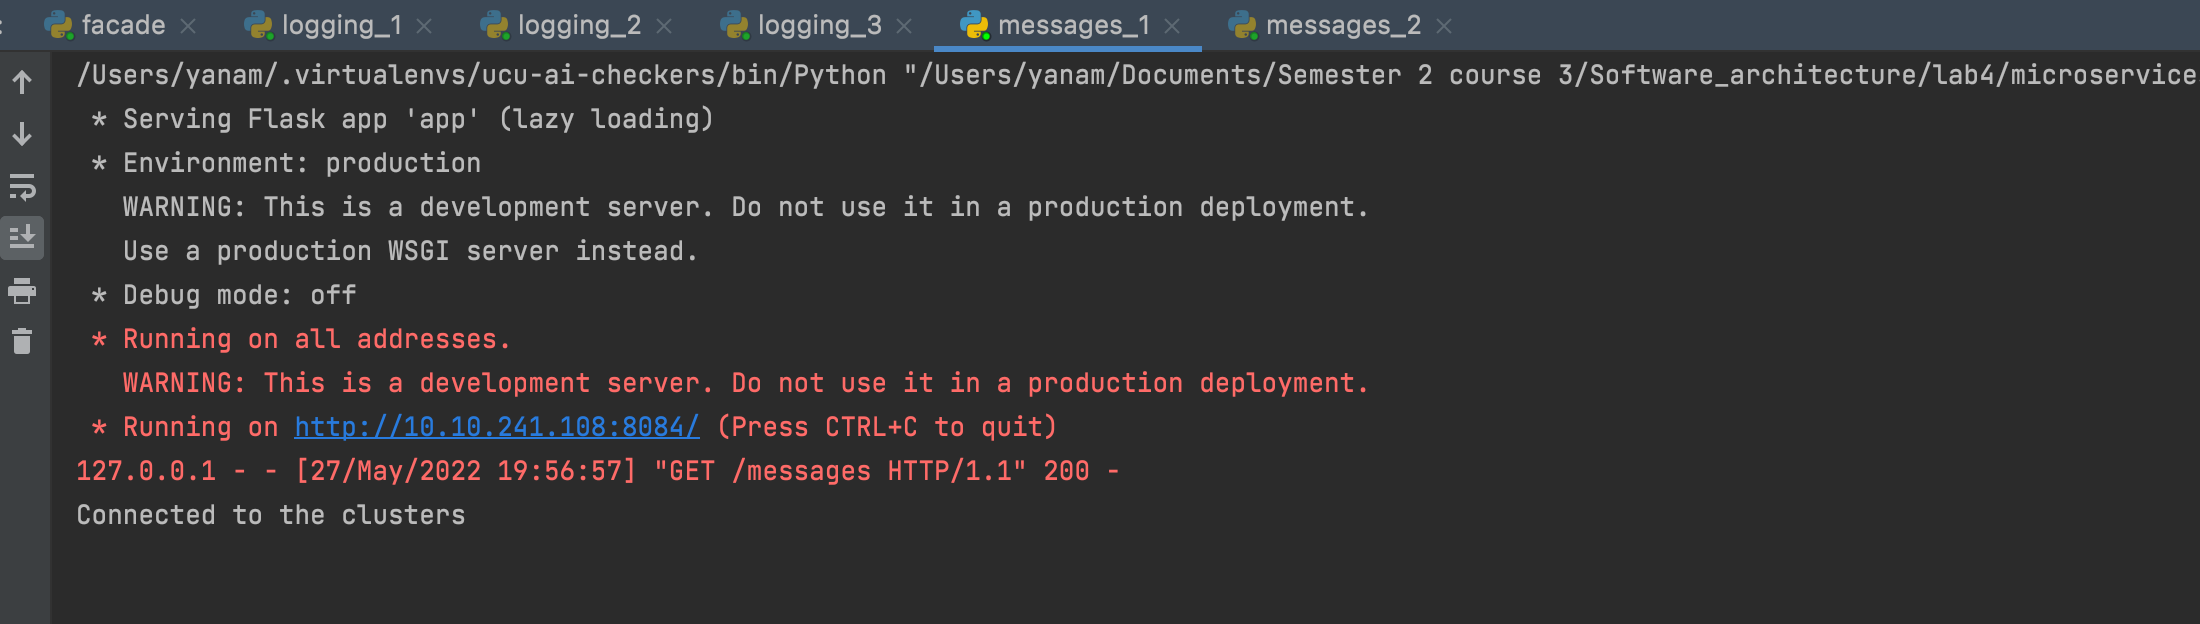 facade logging_1 logging_2 logging_3 messages_1 messages_2
/Users/yanam/.virtualenvs/ucu-ai-checkers/bin/Python "/Users/yanam/Documents/Semester 2 course 3/Software_architecture/lab4/microservice
* Serving Flask app 'app' (lazy loading)
* Environment: production
WARNING: This is a development server. Do not use it in a production deployment.
Use a production WSGI server instead.
* Debug mode: off
* Running on all addresses.
WARNING: This is a development server. Do not use it in a production deployment.
* Running on http://10.10.241.108:8084/ (Press CTRL+C to quit)
127.0.0.1 - - [27/May/2022 19:56:57] "GET /messages HTTP/1.1" 200 -
Connected to the clusters